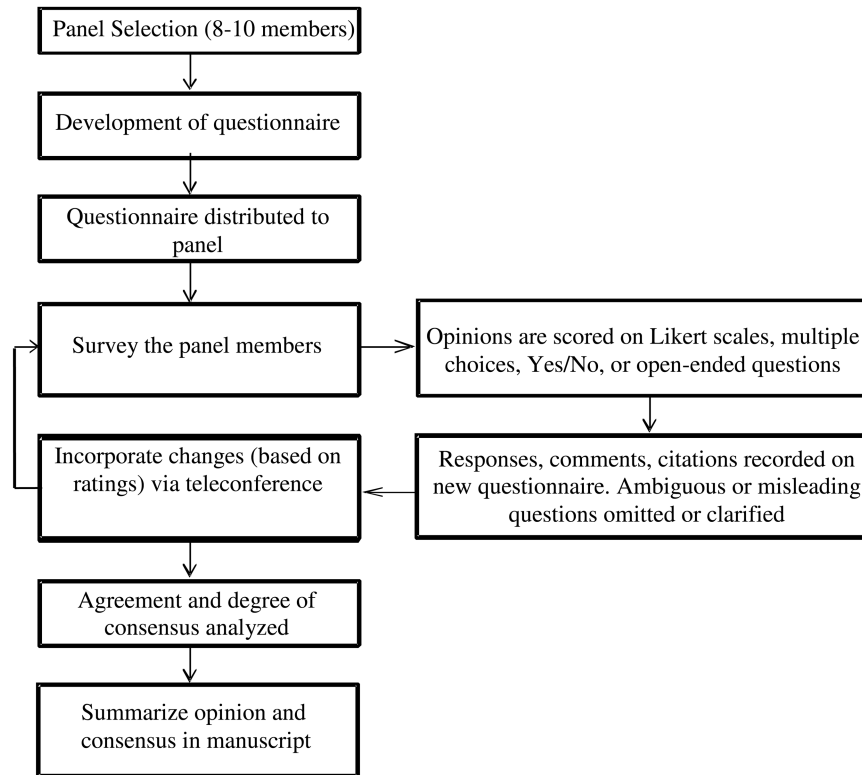 Panel Selection (8-10 members)
Development of questionnaire
Questionnaire distributed to
panel
Survey the panel members
Opinions are scored on Likert scales, multiple
choices, Yes/No, or open-ended questions
Responses, comments, citations recorded on
new questionnaire. Ambiguous or misleading
questions omitted or clarified
Incorporate changes (based on
ratings) via teleconference
Agreement and degree of
consensus analyzed
Summarize opinion and
consensus in manuscript